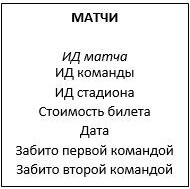 МАТЧИ
ИД матча
ИД команды
ИД стадиона
Стоимость билета
Дата
Забито первой командой
Забито второй командой